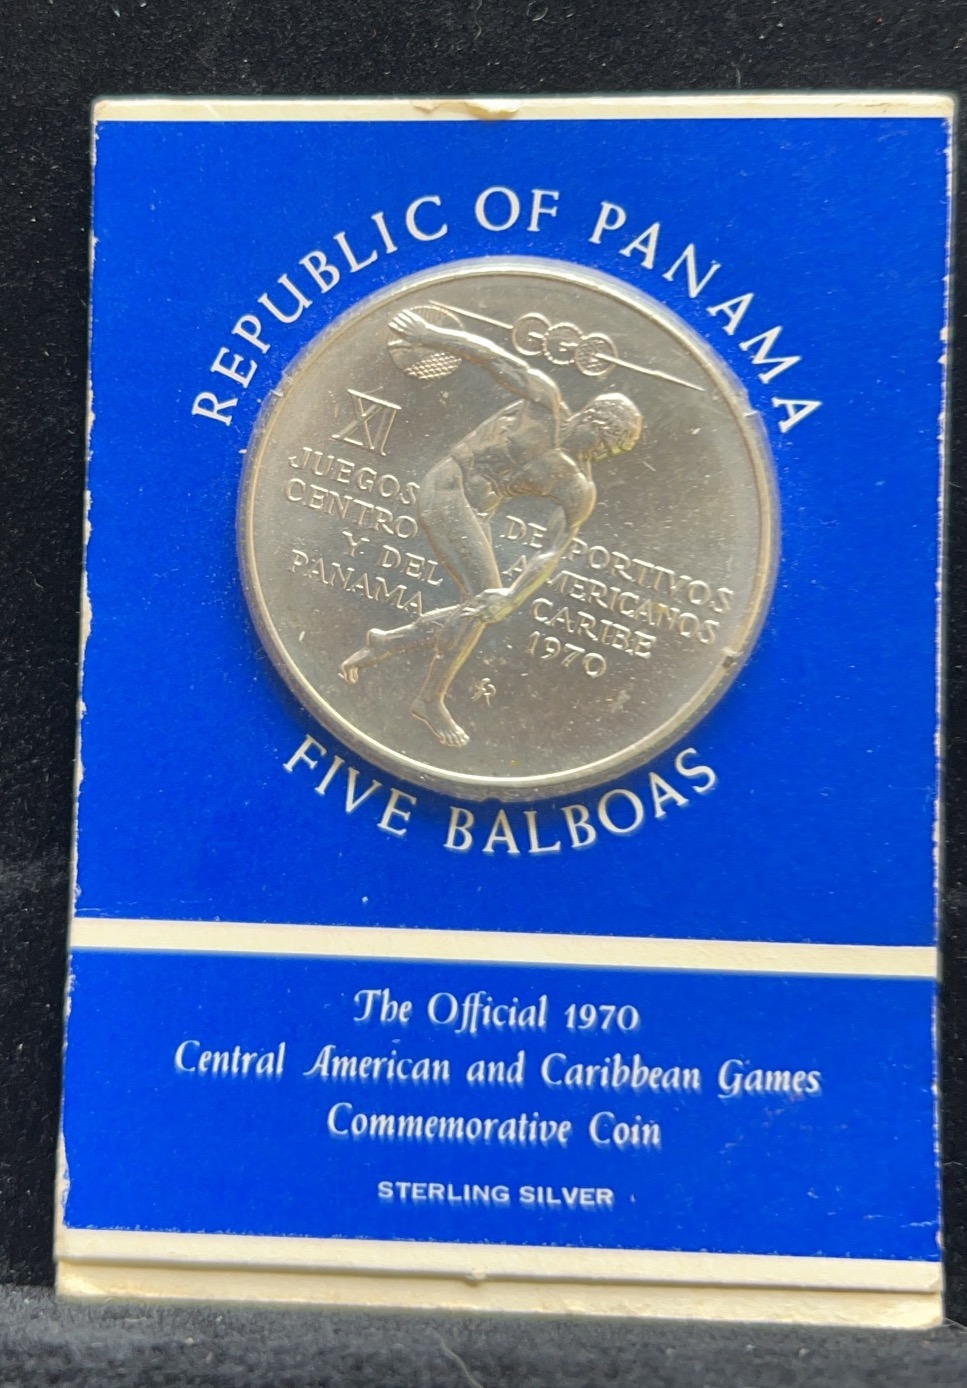 REPUBLIC OF PANAMA
XI
JUEGOS DEPORTIVOS
CENTRO AMERICANOS
Y DEL CARIBE
PANAMA 1970
FIVE BALBOAS
The Official 1970
Central American and Caribbean Games
Commemorative Coin
STERLING SILVER